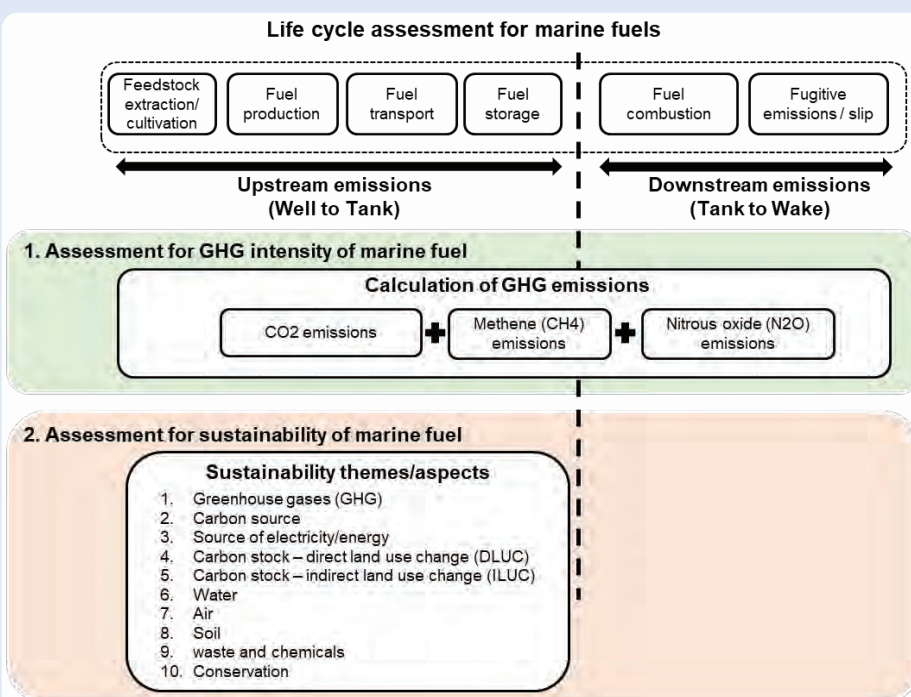 Life cycle assessment for marine fuels
Feedstock
extraction/
cultivation
Fuel
production
Fuel
transport
Fuel
storage
Fuel
combustion
Fugitive
emissions / slip
Upstream emissions
(Well to Tank)
Downstream emissions
(Tank to Wake)
1. Assessment for GHG intensity of marine fuel
Calculation of GHG emissions
CO2 emissions
+
Methene (CH4)
emissions
+
Nitrous oxide (N2O)
emissions
2. Assessment for sustainability of marine fuel
Sustainability themes/aspects
1. Greenhouse gases (GHG)
2. Carbon source
3. Source of electricity/energy
4. Carbon stock – direct land use change (DLUC)
5. Carbon stock – indirect land use change (ILUC)
6. Water
7. Air
8. Soil
9. waste and chemicals
10. Conservation